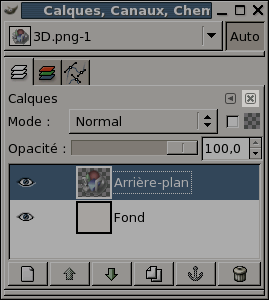 Calques, Canaux, Chem
3D.png-1
Auto
Calques
Mode : Normal
Opacité : 100,0
Arrière-plan
Fond